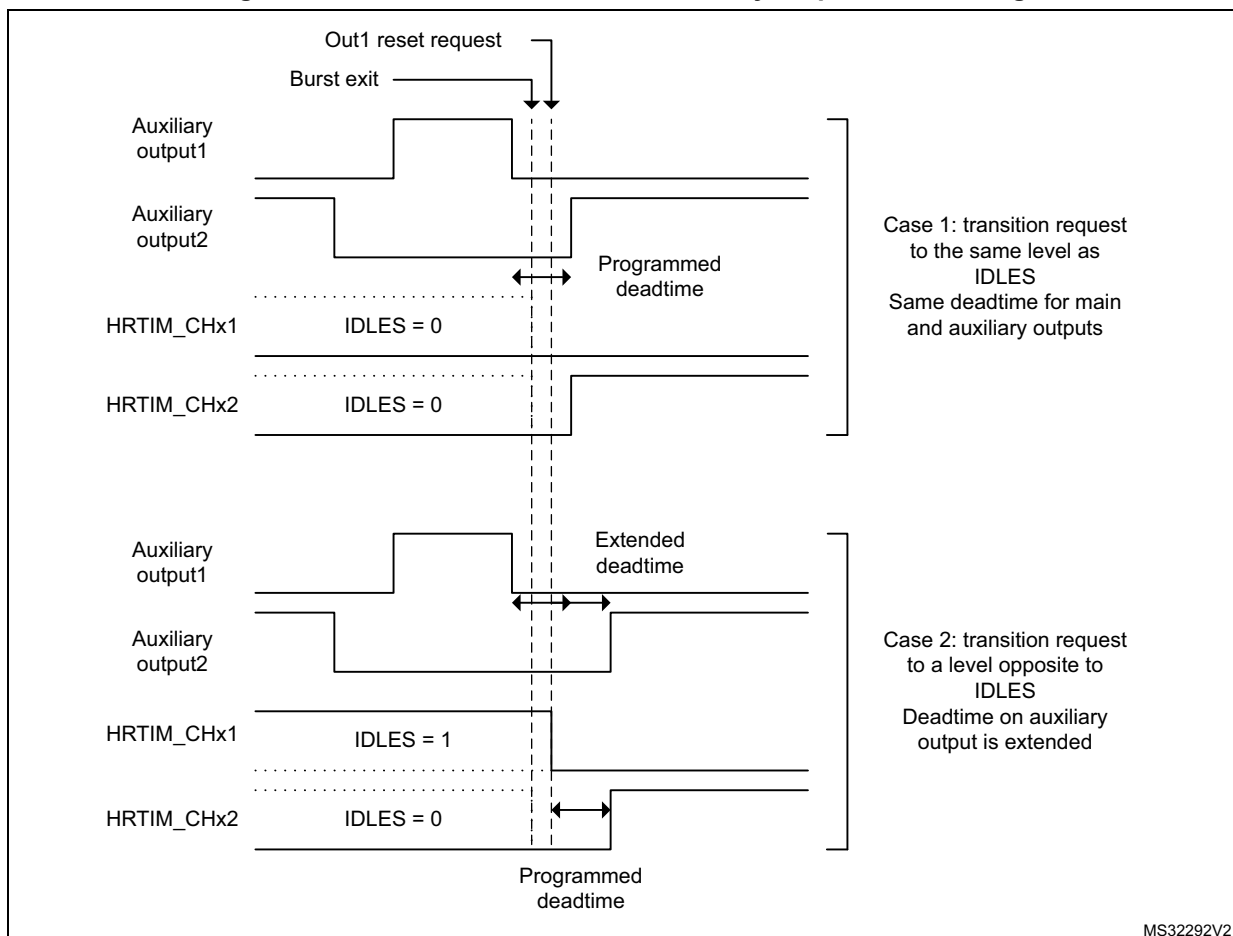 Out1 reset request
Burst exit
Auxiliary
output1
Auxiliary
output2
Programmed
deadtime
HRTIM_CHx1
IDLES = 0
HRTIM_CHx2
IDLES = 0
Case 1: transition request
to the same level as
IDLES
Same deadtime for main
and auxiliary outputs
Auxiliary
output1
Extended
deadtime
Auxiliary
output2
HRTIM_CHx1
IDLES = 1
HRTIM_CHx2
IDLES = 0
Programmed
deadtime
Case 2: transition request
to a level opposite to
IDLES
Deadtime on auxiliary
output is extended
MS32292V2